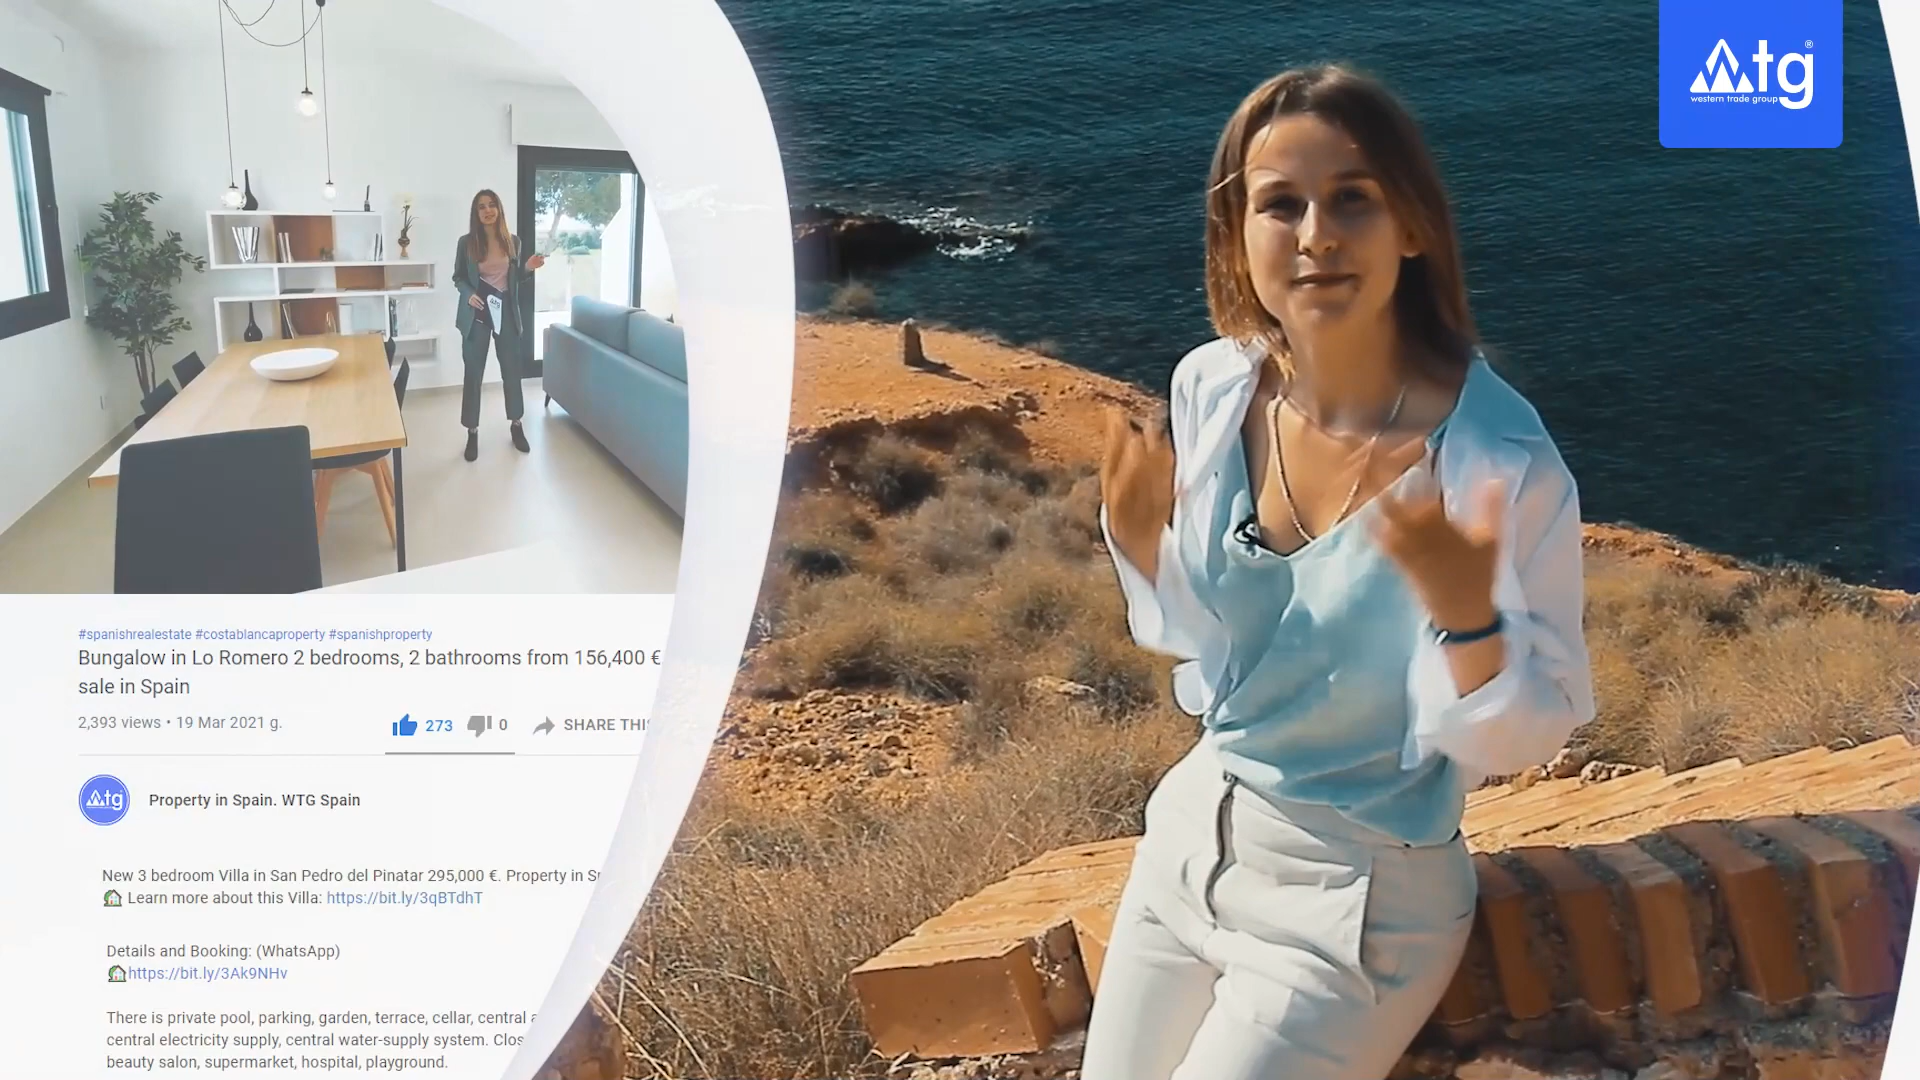 Wtg®
western trade group
#spanishrealestate #costablancaproperty #spanishproperty
Bungalow in Lo Romero 2 bedrooms, 2 bathrooms from 156,400 €
sale in Spain
2,393 views • 19 Mar 2021 g.
273 0 SHARE THIS
Wtg
Property in Spain. WTG Spain
New 3 bedroom Villa in San Pedro del Pinatar 295,000 €. Property in
Learn more about this Villa: https://bit.ly/3qBTdhT
Details and Booking: (WhatsApp)
https://bit.ly/3Ak9NHv
There is private pool, parking, garden, terrace, cellar, central
central electricity supply, central water-supply system.
beauty salon, supermarket, hospital, playground.